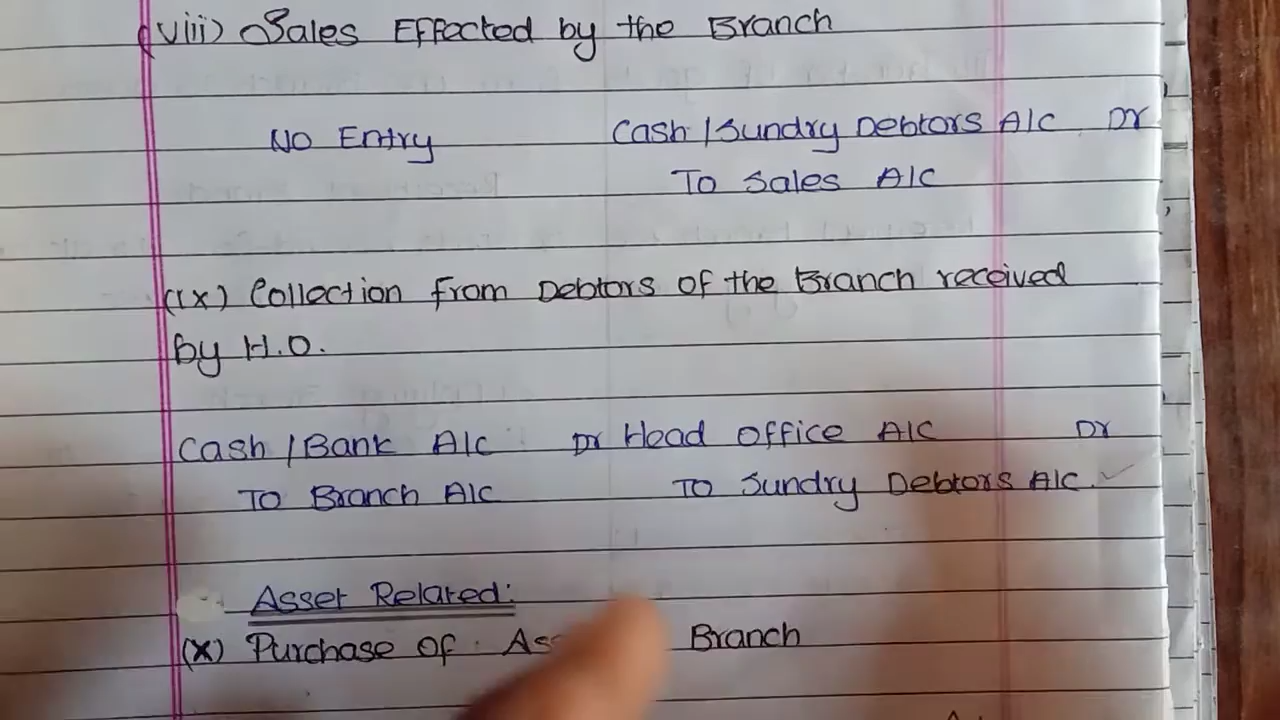 (viii) Sales Effected by the Branch
No Entry Cash/Sundry Debtors A/c Dr
To Sales A/c
(ix) Collection from Debtors of the Branch received
by H.O.
Cash/Bank A/c Dr Head Office A/c Dr
To Branch A/c To Sundry Debtors A/c.
Asset Related:
(x) Purchase of Branch